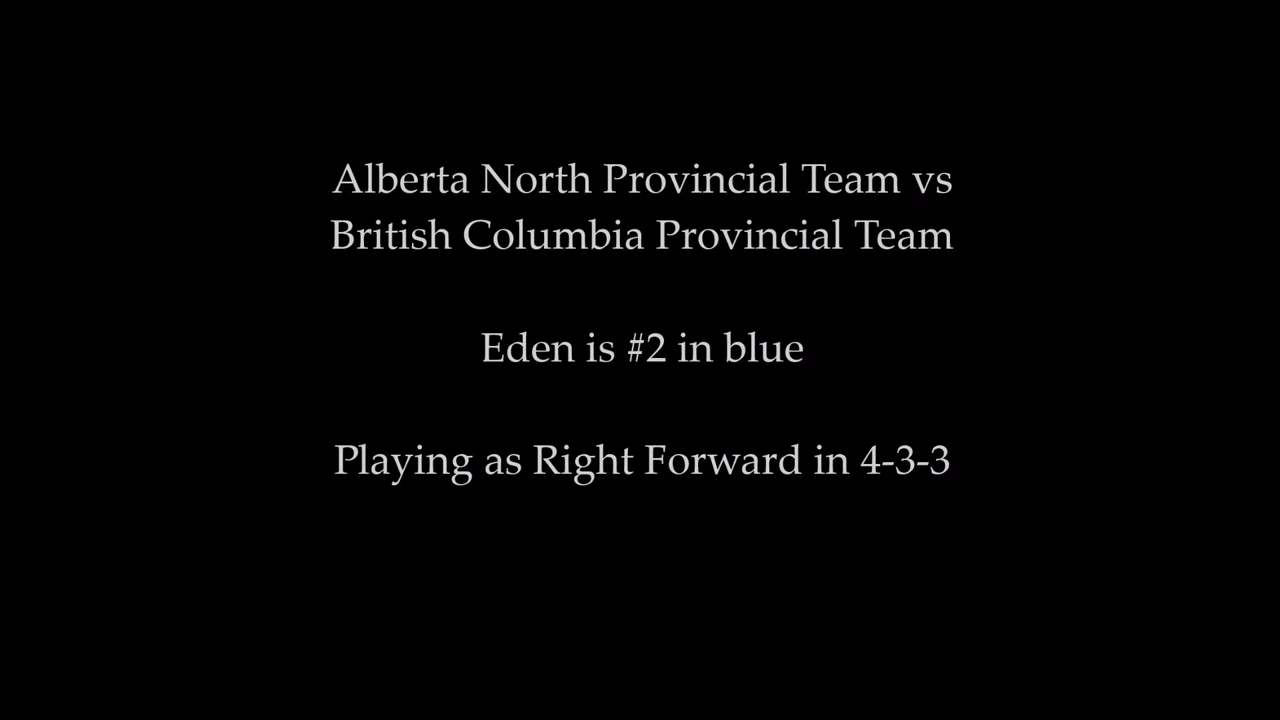 Alberta North Provincial Team vs
British Columbia Provincial Team
Eden is #2 in blue
Playing as Right Forward in 4-3-3